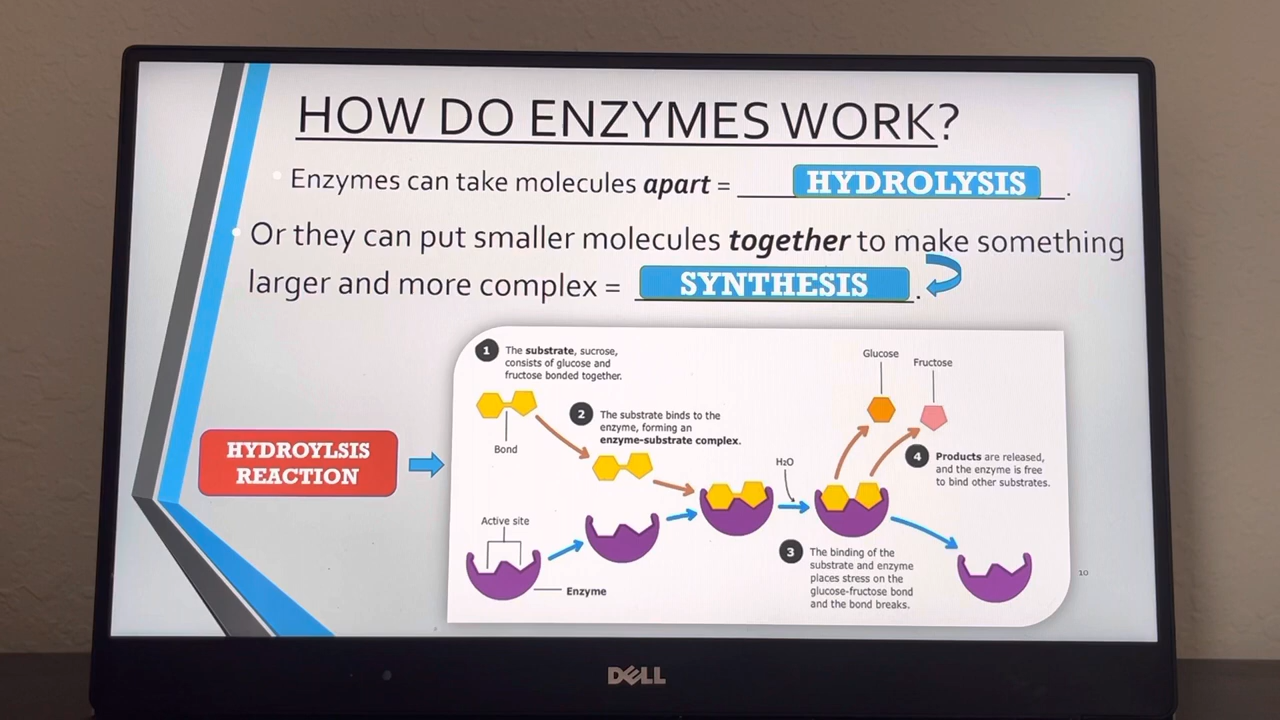 HOW DO ENZYMES WORK?
Enzymes can take molecules apart = HYDROLYSIS.
Or they can put smaller molecules together to make something
larger and more complex = SYNTHESIS.
1 The substrate, sucrose,
consists of glucose and
fructose bonded together.
Bond
2 The substrate binds to the
enzyme, forming an
enzyme-substrate complex.
Glucose
Fructose
HYDROYLSIS
REACTION
H2O
4 Products are released,
and the enzyme is free
to bind other substrates.
Active site
Enzyme
3 The binding of the
substrate and enzyme
places stress on the
glucose-fructose bond
and the bond breaks.
10
DELL